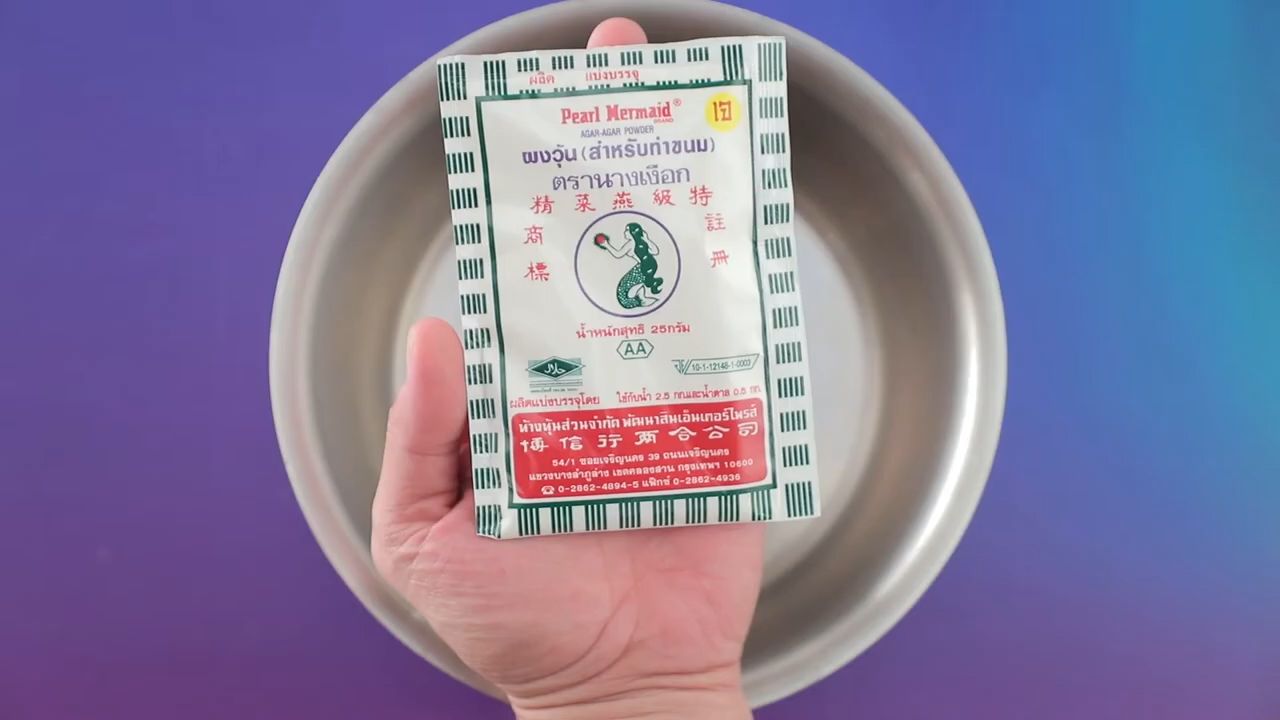 ผลิต แบ่งบรรจุ
Pearl Mermaid®
BRAND
เจ
AGAR-AGAR POWDER
ผงวุ้น (สำหรับทำขนม)
ตรานางเงือก
精菜燕級特
商 註
標 冊
น้ำหนักสุทธิ 25กรัม
AA
حلال
10-1-12148-1-0003
ผลิตแบ่งบรรจุโดย ใช้กับน้ำ 2.5 กก.และน้ำตาล 0.5 กก.
ห้างหุ้นส่วนจำกัด พัฒนาสินเอ็นเตอร์ไพรส์
博信行兩合公司
54/1 ซอยเจริญนคร 39 ถนนเจริญนคร
แขวงบางลำภูล่าง เขตคลองสาน กรุงเทพฯ 10600
☎ 0-2862-4894-5 แฟ็กซ์ 0-2862-4936